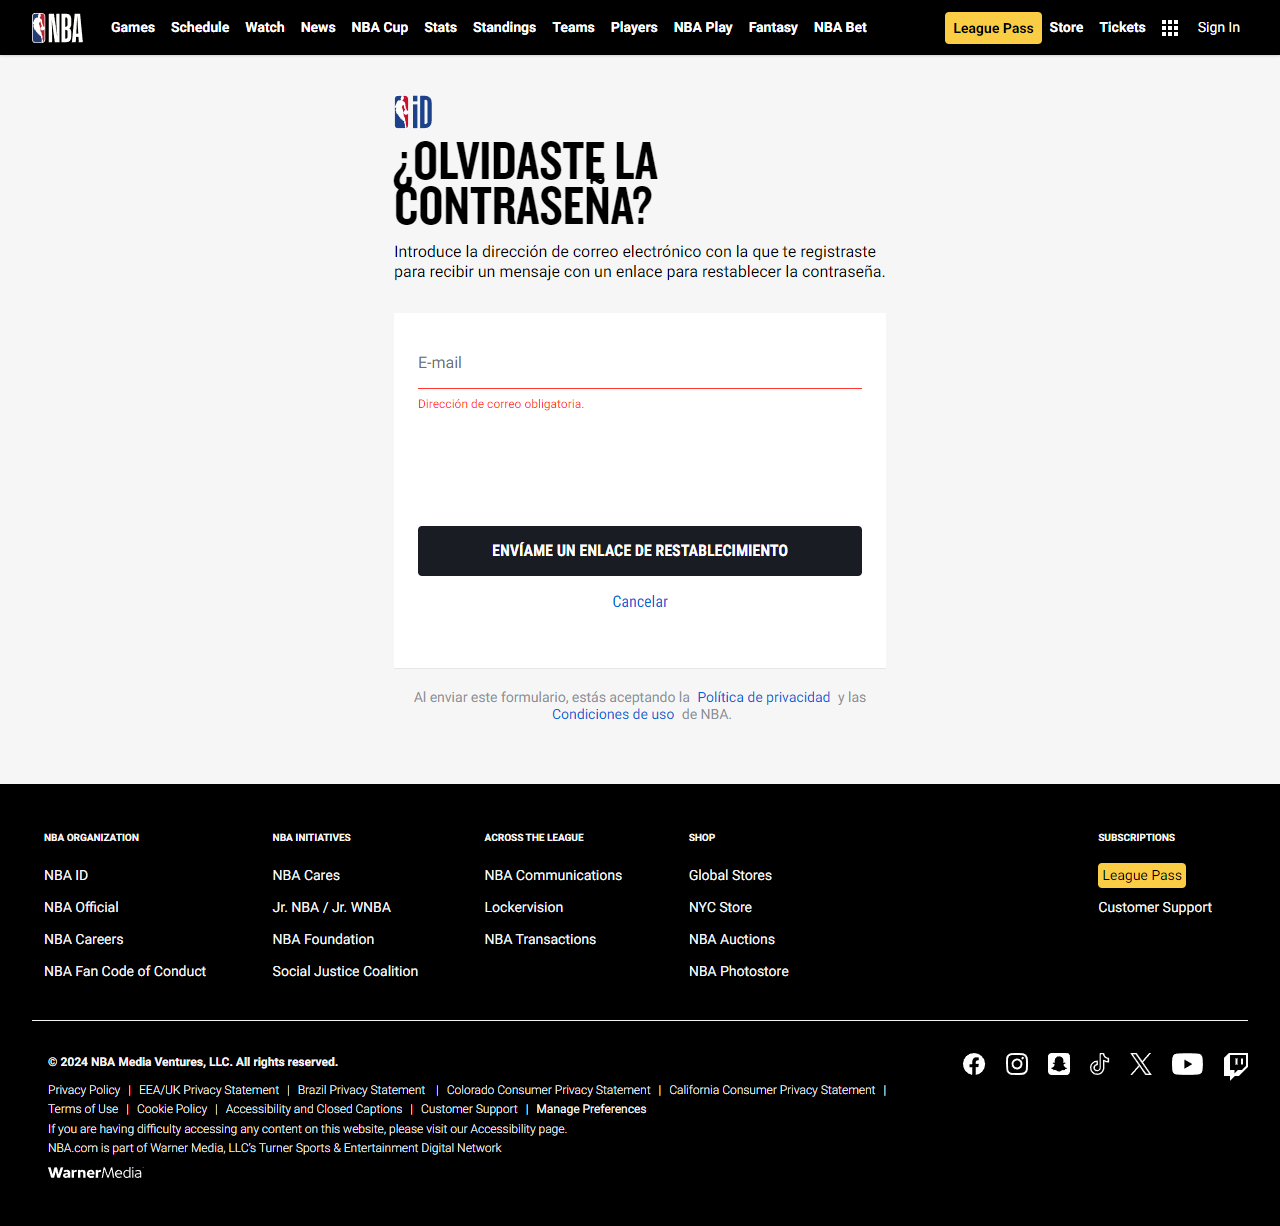 NBA Games Schedule Watch News NBA Cup Stats Standings Teams Players NBA Play Fantasy NBA Bet League Pass Store Tickets Sign In
iD
¿OLVIDASTE LA
CONTRASEÑA?
Introduce la dirección de correo electrónico con la que te registraste
para recibir un mensaje con un enlace para restablecer la contraseña.
E-mail
Dirección de correo obligatoria.
ENVÍAME UN ENLACE DE RESTABLECIMIENTO
Cancelar
Al enviar este formulario, estás aceptando la Política de privacidad y las
Condiciones de uso de NBA.
NBA ORGANIZATION
NBA ID
NBA Official
NBA Careers
NBA Fan Code of Conduct
NBA INITIATIVES
NBA Cares
Jr. NBA / Jr. WNBA
NBA Foundation
Social Justice Coalition
ACROSS THE LEAGUE
NBA Communications
Lockervision
NBA Transactions
SHOP
Global Stores
NYC Store
NBA Auctions
NBA Photostore
SUBSCRIPTIONS
League Pass
Customer Support
© 2024 NBA Media Ventures, LLC. All rights reserved.
Privacy Policy | EEA/UK Privacy Statement | Brazil Privacy Statement | Colorado Consumer Privacy Statement | California Consumer Privacy Statement |
Terms of Use | Cookie Policy | Accessibility and Closed Captions | Customer Support | Manage Preferences
If you are having difficulty accessing any content on this website, please visit our Accessibility page.
NBA.com is part of Warner Media, LLC's Turner Sports & Entertainment Digital Network
WarnerMedia